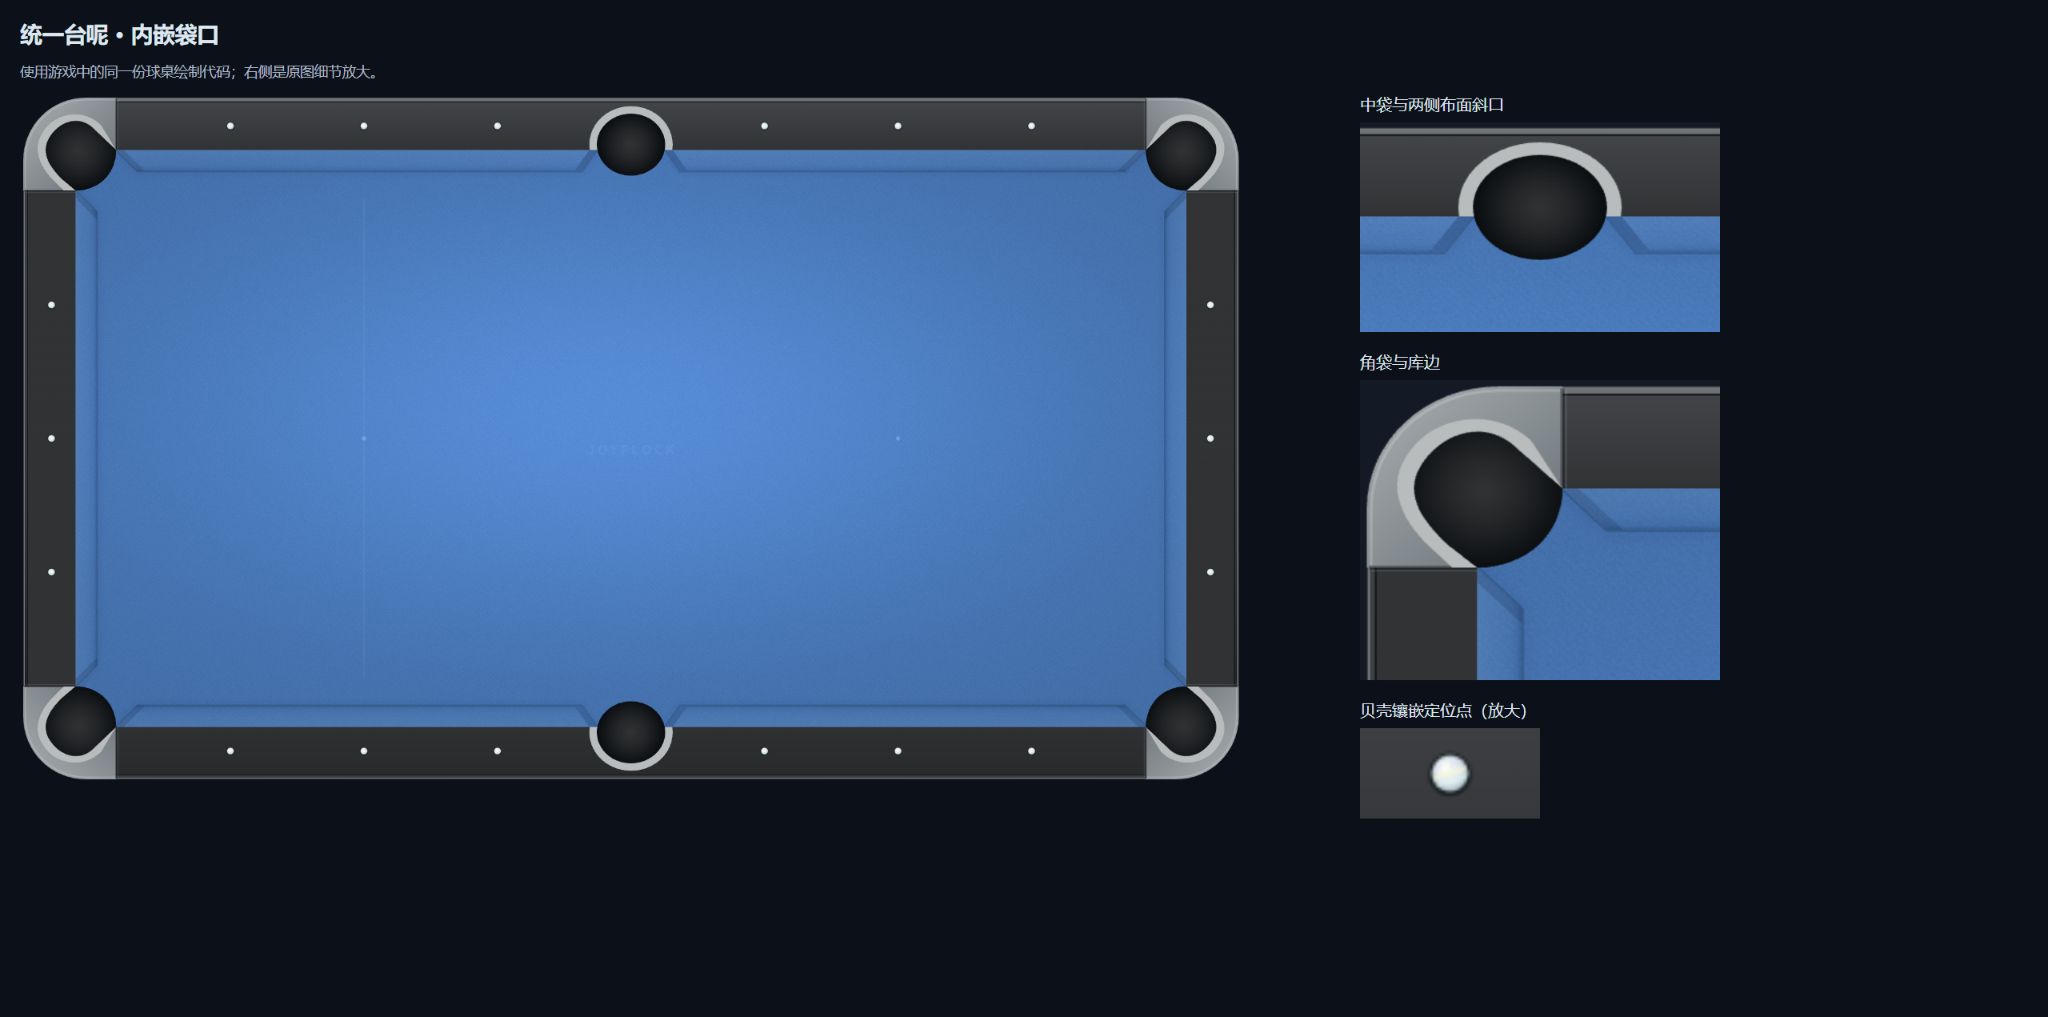 统一台呢・内嵌袋口
使用游戏中的同一份球桌绘制代码；右侧是原图细节放大。
中袋与两侧布面斜口
角袋与库边
贝壳镶嵌定位点（放大）
JOYFLOCK